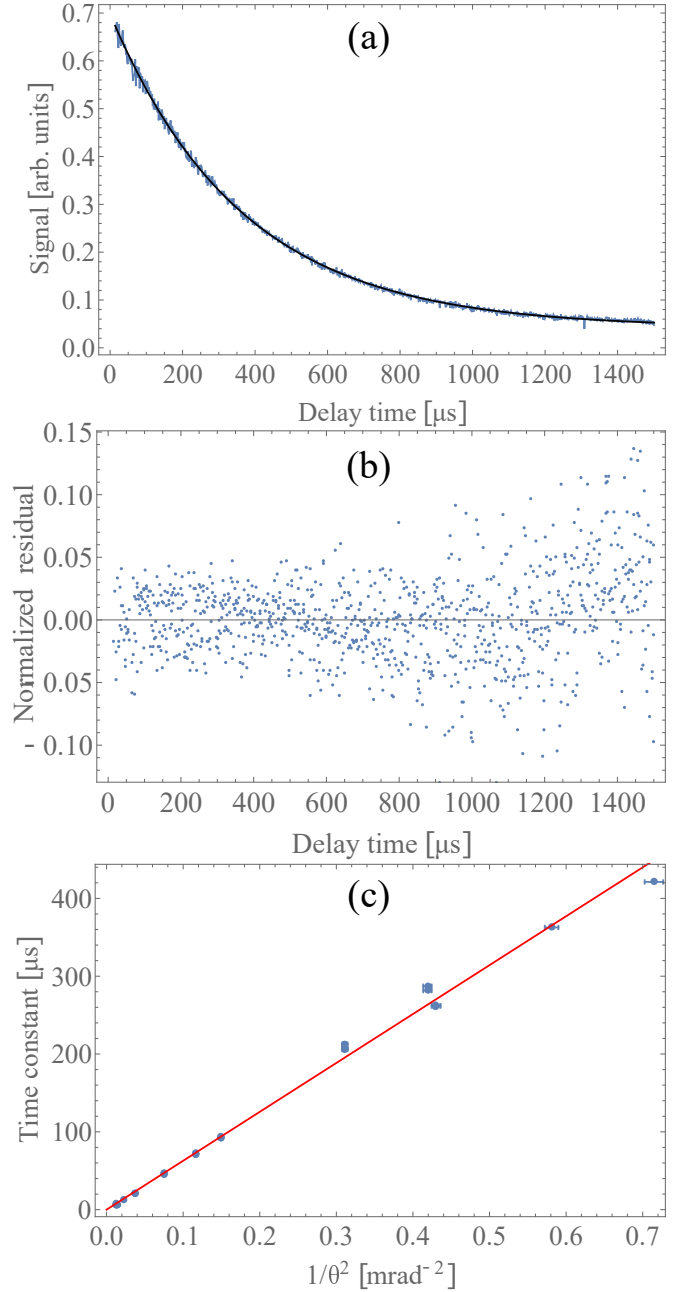 (a)
Signal [arb. units]
0.7
0.6
0.5
0.4
0.3
0.2
0.1
0.0
0 200 400 600 800 1000 1200 1400
Delay time [μs]
(b)
Normalized residual
0.15
0.10
0.05
0.00
0.05
- 0.10
0 200 400 600 800 1000 1200 1400
Delay time [μs]
(c)
Time constant [μs]
400
300
200
100
0
0.0 0.1 0.2 0.3 0.4 0.5 0.6 0.7
1/θ² [mrad⁻²]